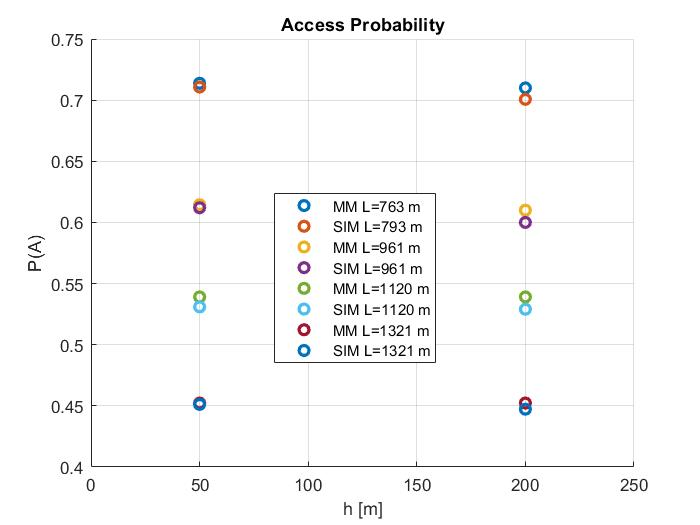 Access Probability
0.75
0.7
0.65
0.6
0.55
0.5
0.45
0.4
P(A)
MM L=763 m
SIM L=793 m
MM L=961 m
SIM L=961 m
MM L=1120 m
SIM L=1120 m
MM L=1321 m
SIM L=1321 m
0 50 100 150 200 250
h [m]